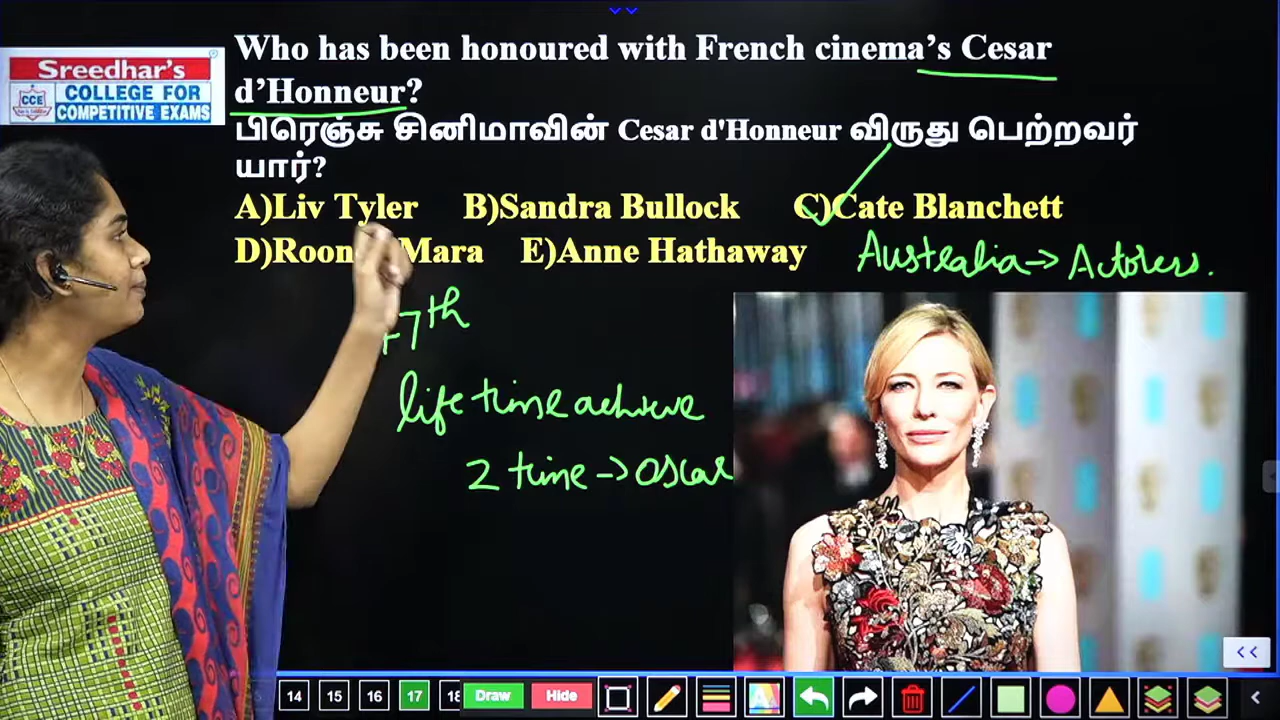 Who has been honoured with French cinema’s Cesar
d’Honneur?
பிரெஞ்சு சினிமாவின் Cesar d'Honneur விருது பெற்றவர்
யார்?
A)Liv Tyler B)Sandra Bullock C)Cate Blanchett
D)Roon Mara E)Anne Hathaway
Australia→ Actorers.
7th
life time achieve
2 time → oscar
Sreedhar's
CCE
COLLEGE FOR
COMPETITIVE EXAMS
14 15 16 17 18 Draw Hide
<<